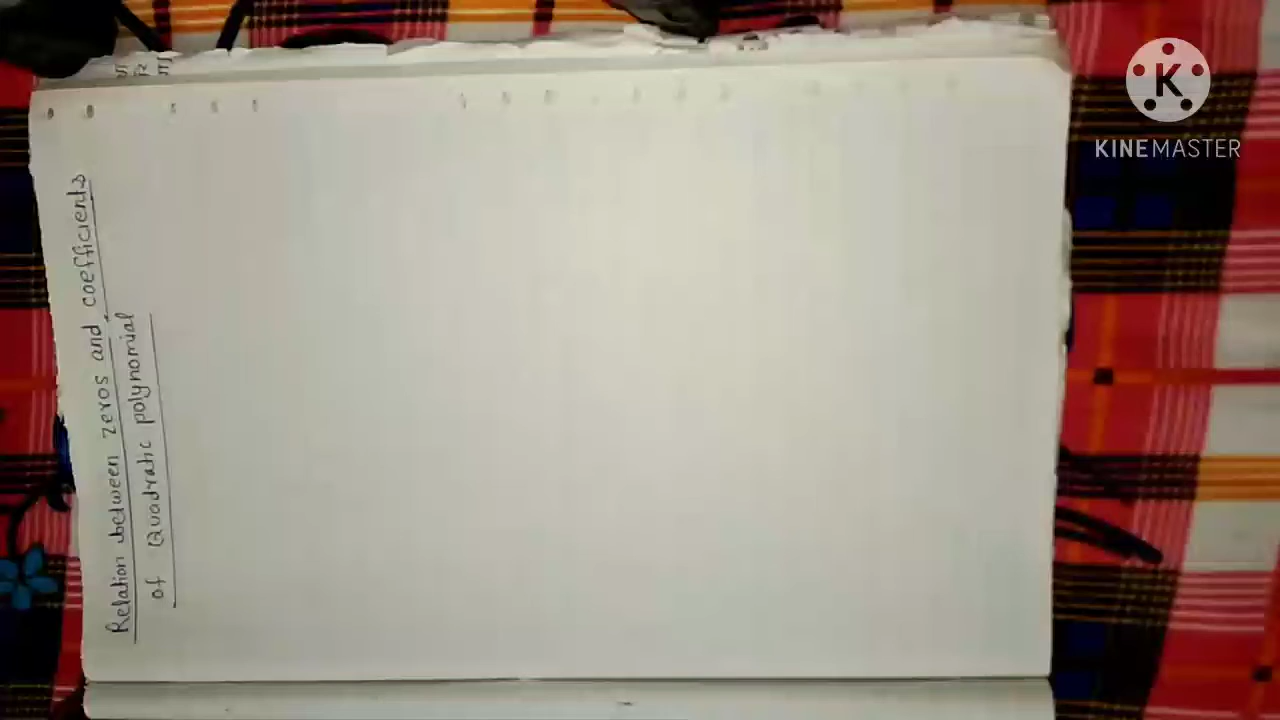 Relation between zeros and coefficients
of Quadratic polynomial
KINEMASTER